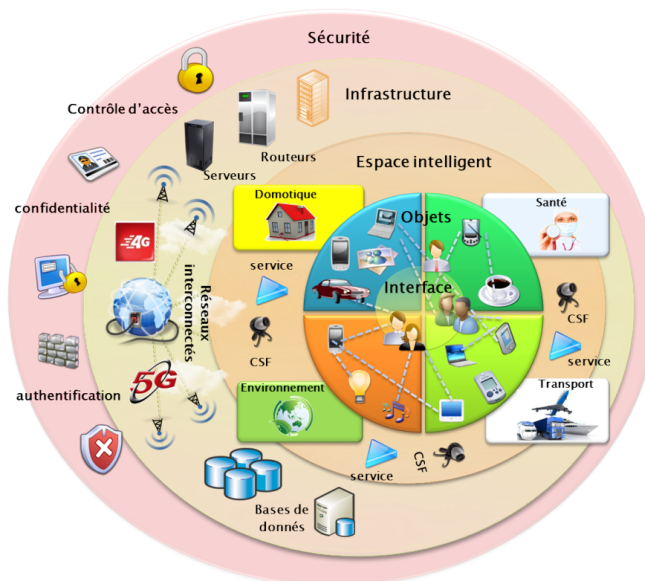 Sécurité
Contrôle d'accès
Infrastructure
Routeurs
Serveurs
Espace intelligent
Domotique
Objets
Santé
confidentialité
4G
Réseaux
interconnectés
service
Interface
CSF
CSF
service
5G
authentification
Environnement
Transport
service
CSF
Bases de
donnés